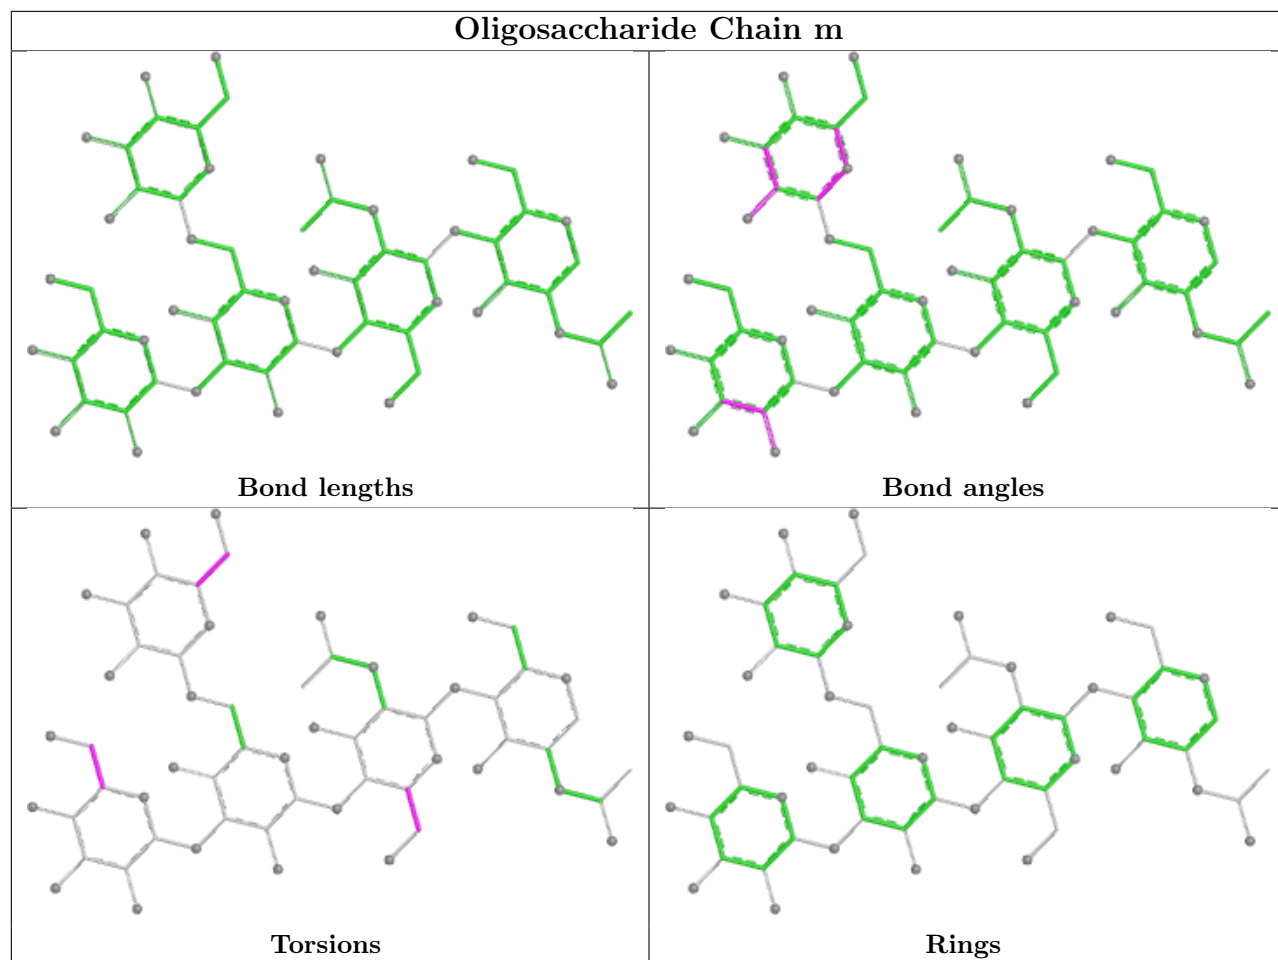 Oligosaccharide Chain m
Bond lengths
Bond angles
Torsions
Rings